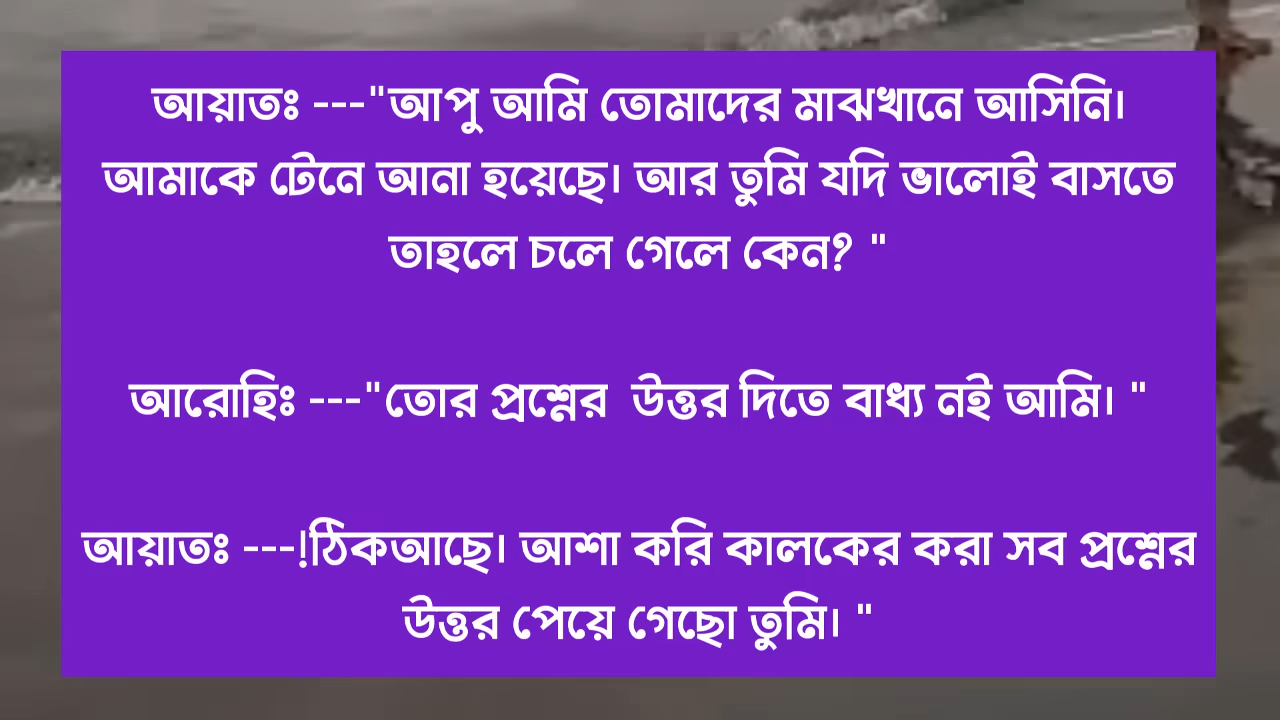 আয়াতঃ ---"আপু আমি তোমাদের মাঝখানে আসিনি।
আমাকে টেনে আনা হয়েছে। আর তুমি যদি ভালোই বাসতে
তাহলে চলে গেলে কেন? "
আরোহিঃ ---"তোর প্রশ্নের  উত্তর দিতে বাধ্য নই আমি। "
আয়াতঃ ---!ঠিকআছে। আশা করি কালকের করা সব প্রশ্নের
উত্তর পেয়ে গেছো তুমি। "